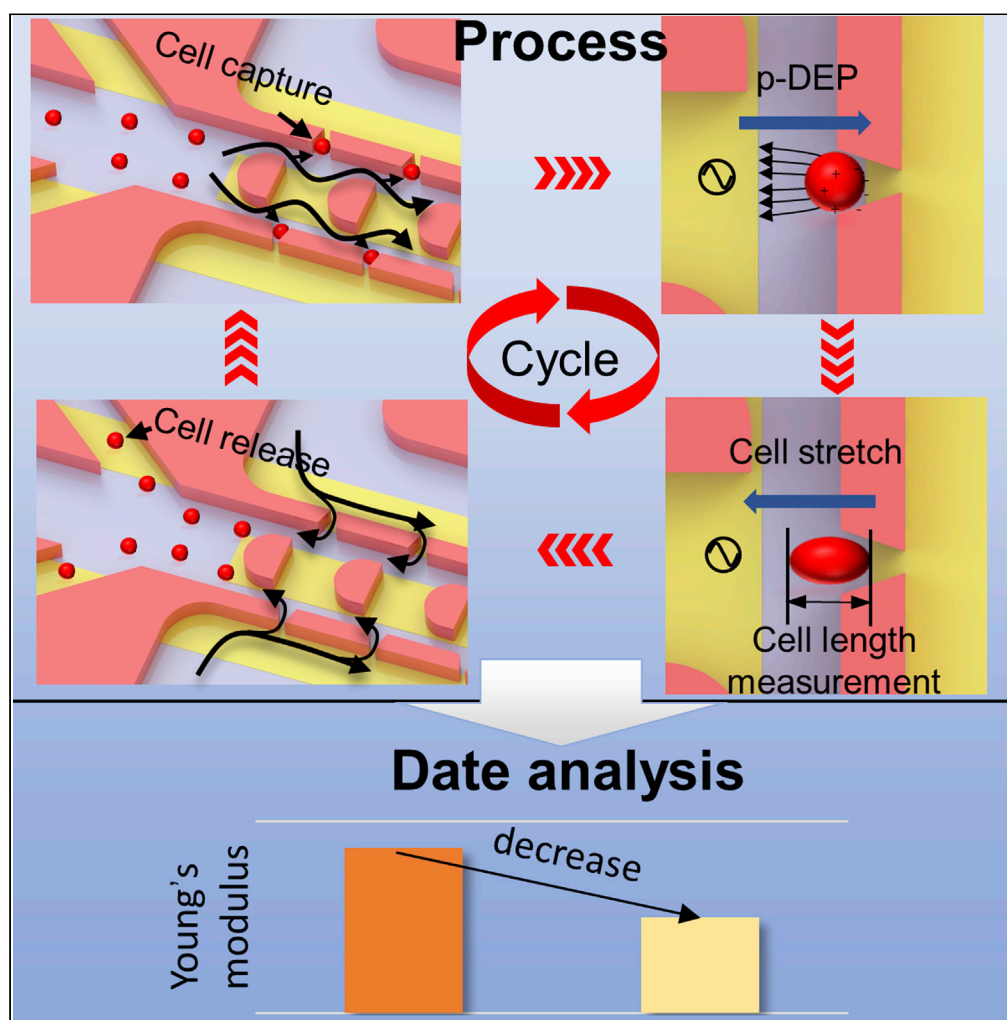 Process
Cell capture
p-DEP
+
+
+
+
+
-
-
-
Cycle
Cell release
Cell stretch
Cell length
measurement
Date analysis
Young's
modulus
decrease